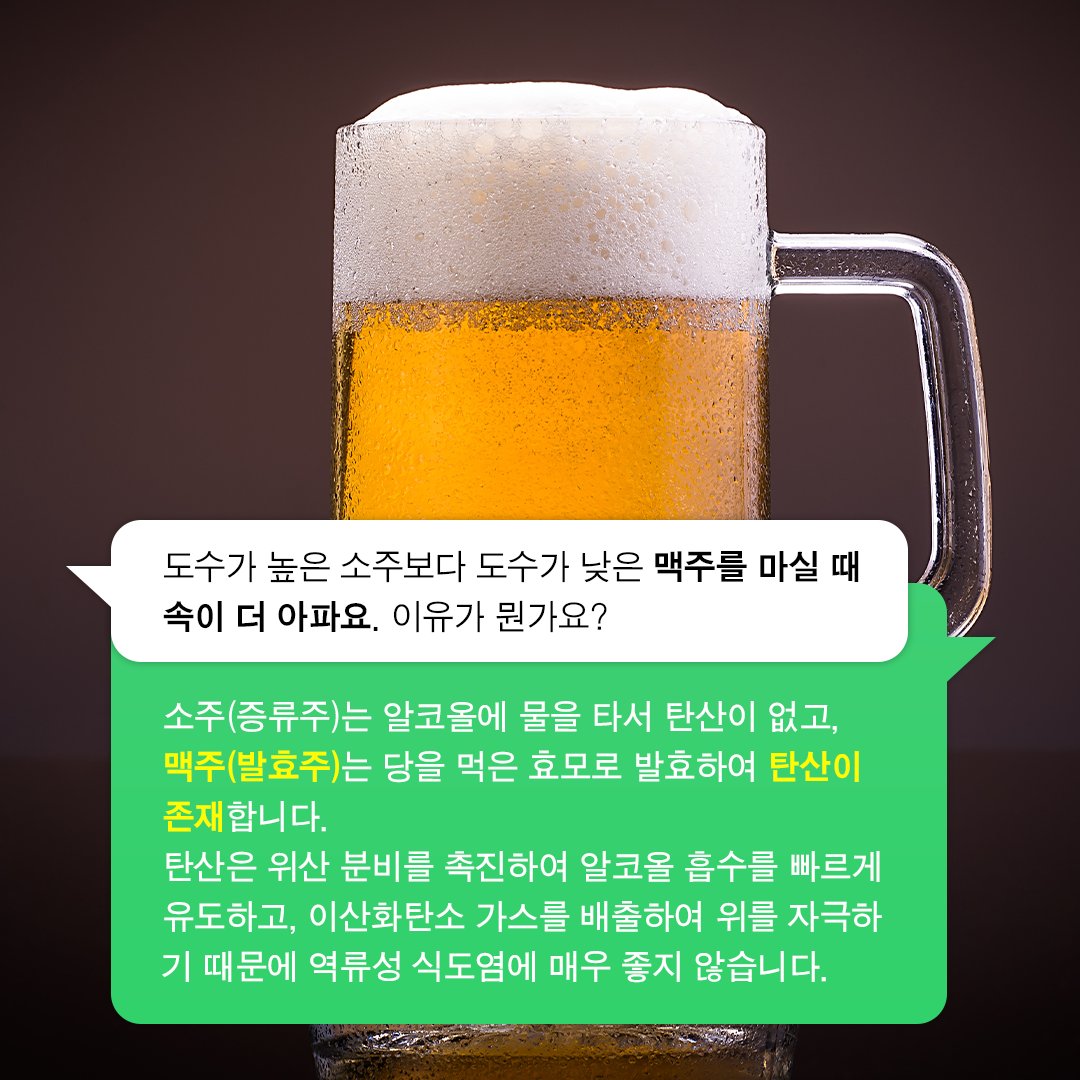 도수가 높은 소주보다 도수가 낮은 맥주를 마실 때
속이 더 아파요. 이유가 뭔가요?
소주(증류주)는 알코올에 물을 타서 탄산이 없고,
맥주(발효주)는 당을 먹은 효모로 발효하여 탄산이
존재합니다.
탄산은 위산 분비를 촉진하여 알코올 흡수를 빠르게
유도하고, 이산화탄소 가스를 배출하여 위를 자극하
기 때문에 역류성 식도염에 매우 좋지 않습니다.